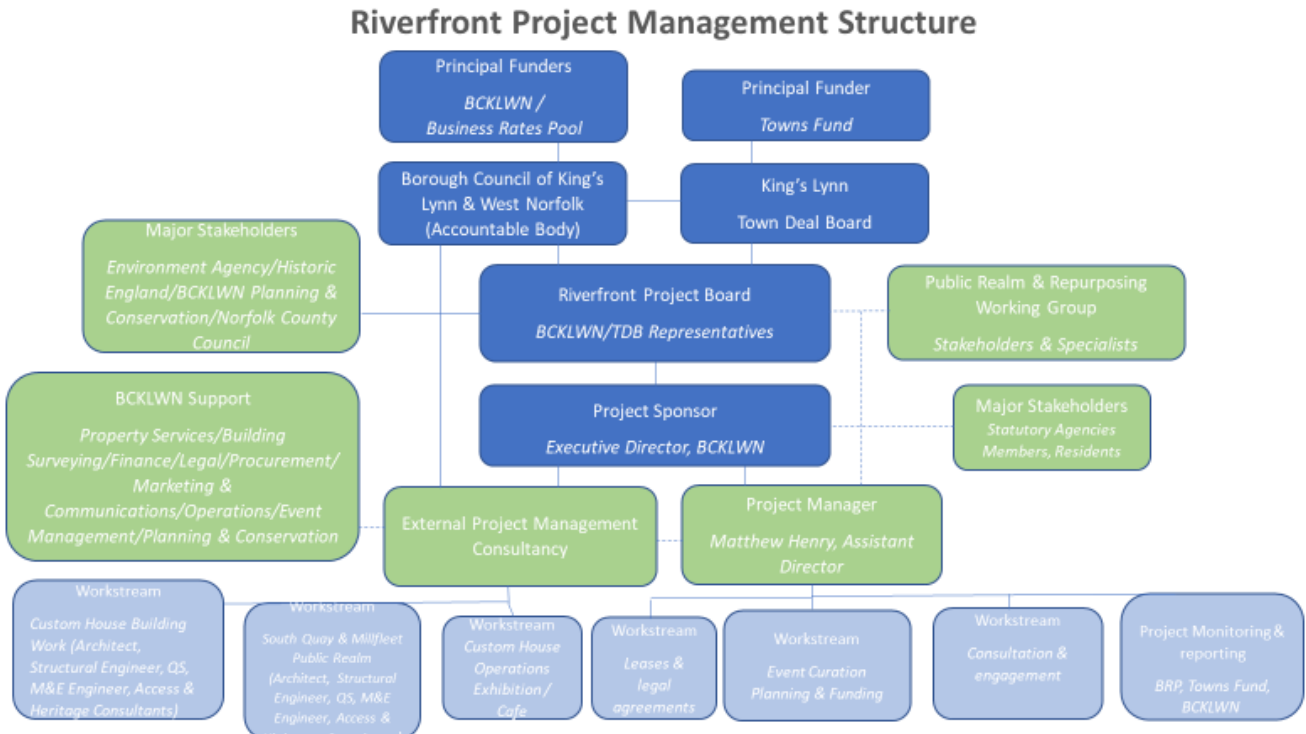 Riverfront Project Management Structure
Principal Funders
BCKLWN /
Business Rates Pool
Principal Funder
Towns Fund
Borough Council of King's
Lynn & West Norfolk
(Accountable Body)
King's Lynn
Town Deal Board
Major Stakeholders
Environment Agency/Historic
England/BCKLWN Planning &
Conservation/Norfolk County
Council
Riverfront Project Board
BCKLWN/TDB Representatives
Public Realm & Repurposing
Working Group
Stakeholders & Specialists
BCKLWN Support
Property Services/Building
Surveying/Finance/Legal/Procurement/
Marketing &
Communications/Operations/Event
Management/Planning & Conservation
Project Sponsor
Executive Director, BCKLWN
Major Stakeholders
Statutory Agencies
Members, Residents
External Project Management
Consultancy
Project Manager
Matthew Henry, Assistant
Director
Workstream
Custom House Building
Work (Architect,
Structural Engineer, QS,
M&E Engineer, Access &
Heritage Consultants)
Workstream
South Quay & Millfleet
Public Realm
(Architect, Structural
Engineer, QS, M&E
Engineer, Access &
Workstream
Custom House
Operations
Exhibition /
Cafe
Workstream
Leases &
legal
agreements
Workstream
Event Curation
Planning & Funding
Workstream
Consultation &
engagement
Project Monitoring &
reporting
BRP, Towns Fund,
BCKLWN